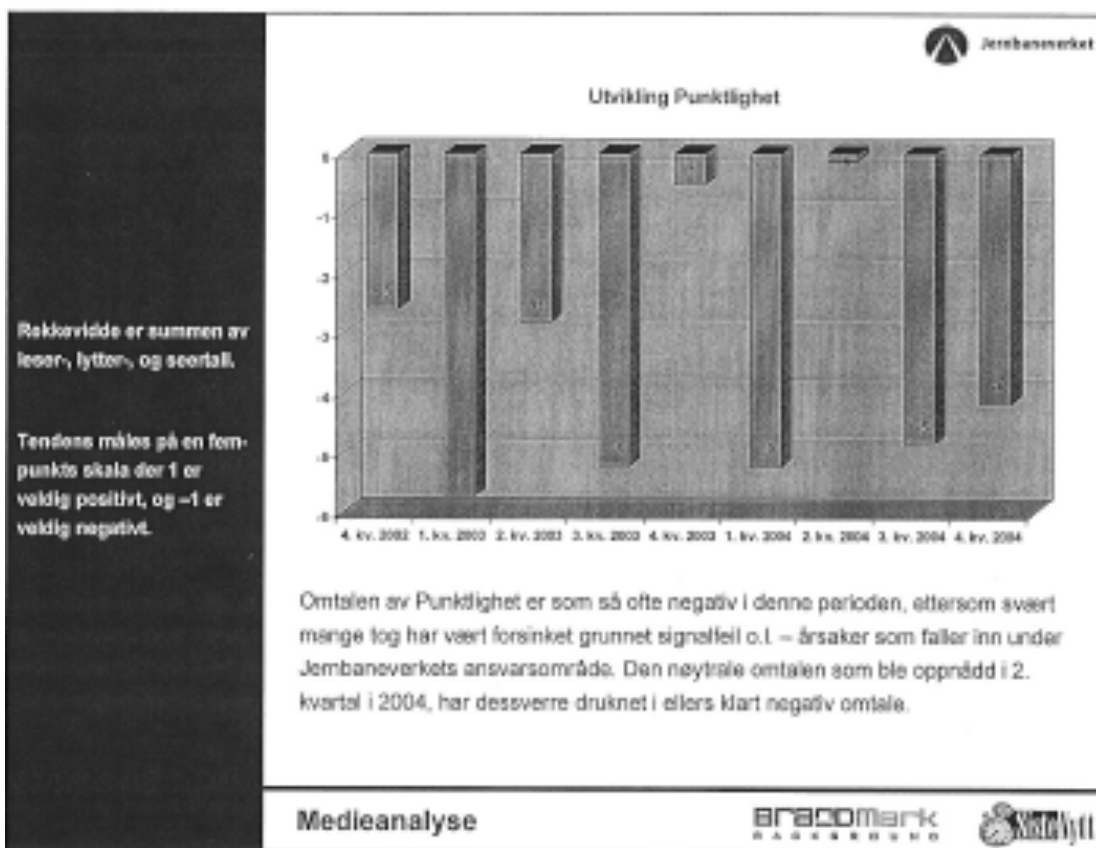 Jernbaneverket
Utvikling Punktlighet
0
-1
-2
-3
-4
-5
-6
4. kv. 2002 1. kv. 2003 2. kv. 2003 3. kv. 2003 4. kv. 2003 1. kv. 2004 2. kv. 2004 3. kv. 2004 4. kv. 2004
Rekkevidde er summen av
leser-, lytter-, og seertall.
Tendens måles på en fem-
punkts skala der 1 er
veldig positivt, og –1 er
veldig negativt.
Omtalen av Punktlighet er som så ofte negativ i denne perioden, ettersom svært
mange tog har vært forsinket grunnet signalfeil o.l. – årsaker som faller inn under
Jernbaneverkets ansvarsområde. Den nøytrale omtalen som ble oppnådd i 2.
kvartal i 2004, har dessverre druknet i ellers klart negativ omtale.
Medieanalyse